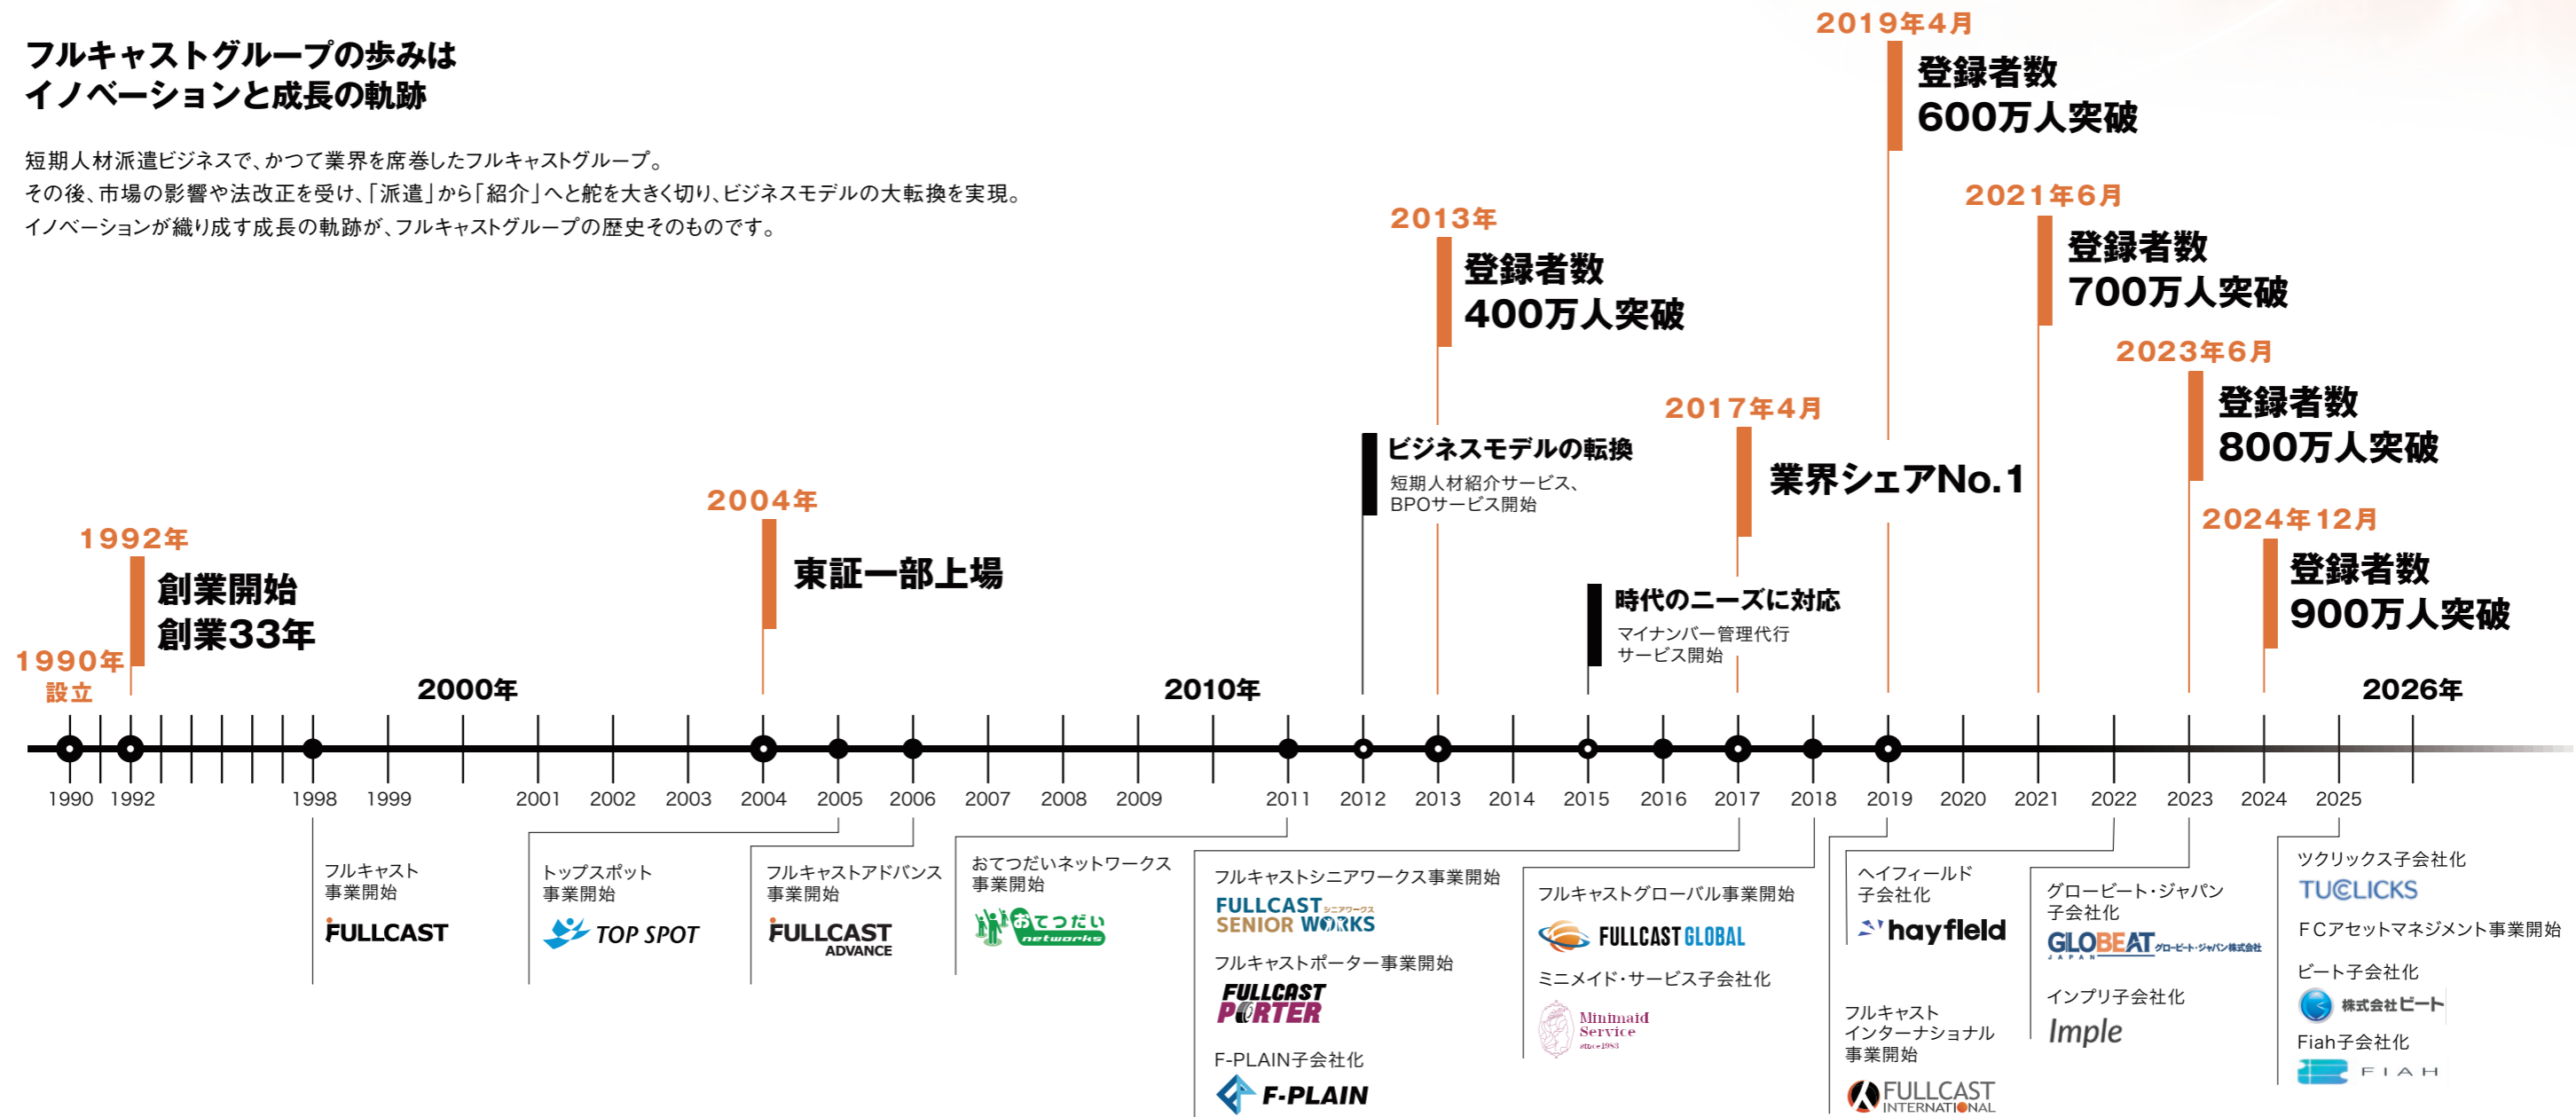 フルキャストグループの歩みは
イノベーションと成長の軌跡
短期人材派遣ビジネスで、かつて業界を席巻したフルキャストグループ。
その後、市場の影響や法改正を受け、「派遣」から「紹介」へと舵を大きく切り、ビジネスモデルの大転換を実現。
イノベーションが織り成す成長の軌跡が、フルキャストグループの歴史そのものです。
1990年
設立
1992年
創業開始
創業33年
2004年
東証一部上場
ビジネスモデルの転換
短期人材紹介サービス、
BPOサービス開始
2013年
登録者数
400万人突破
時代のニーズに対応
マイナンバー管理代行
サービス開始
2017年4月
業界シェアNo.1
2019年4月
登録者数
600万人突破
2021年6月
登録者数
700万人突破
2023年6月
登録者数
800万人突破
2024年12月
登録者数
900万人突破
2000年
2010年
2026年
1990 1992 1998 1999 2001 2002 2003 2004 2005 2006 2007 2008 2009 2011 2012 2013 2014 2015 2016 2017 2018 2019 2020 2021 2022 2023 2024 2025
フルキャスト
事業開始
FULLCAST
トップスポット
事業開始
TOP SPOT
フルキャストアドバンス
事業開始
FULLCAST
ADVANCE
おてつだいネットワークス
事業開始
おてつだい
networks
フルキャストシニアワークス事業開始
FULLCAST シニアワークス
SENIOR WORKS
フルキャストポーター事業開始
FULLCAST
PORTER
F-PLAIN子会社化
F-PLAIN
フルキャストグローバル事業開始
FULLCAST GLOBAL
ミニメイド・サービス子会社化
Minimaid
Service
since1983
ヘイフィールド
子会社化
hayfield
フルキャスト
インターナショナル
事業開始
FULLCAST
INTERNATIONAL
グロービート・ジャパン
子会社化
GLOBEAT グロービート・ジャパン株式会社
JAPAN
インプリ子会社化
Imple
ツクリックス子会社化
TUCLICKS
ＦＣアセットマネジメント事業開始
ビート子会社化
株式会社ビート
Fiah子会社化
FIAH